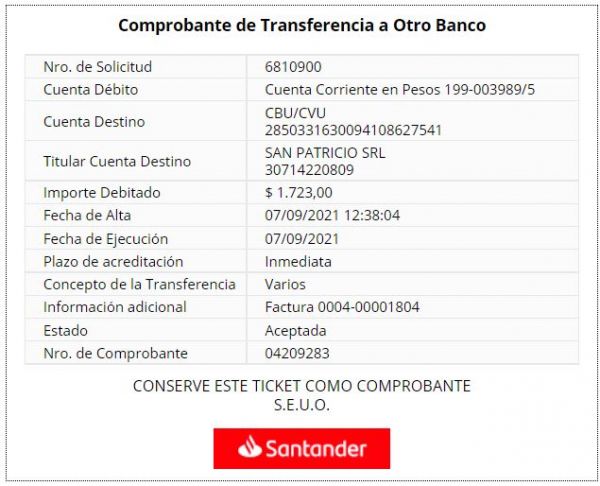 Comprobante de Transferencia a Otro Banco
Nro. de Solicitud 6810900
Cuenta Débito Cuenta Corriente en Pesos 199-003989/5
Cuenta Destino CBU/CVU
2850331630094108627541
Titular Cuenta Destino SAN PATRICIO SRL
30714220809
Importe Debitado $ 1.723,00
Fecha de Alta 07/09/2021 12:38:04
Fecha de Ejecución 07/09/2021
Plazo de acreditación Inmediata
Concepto de la Transferencia Varios
Información adicional Factura 0004-00001804
Estado Aceptada
Nro. de Comprobante 04209283
CONSERVE ESTE TICKET COMO COMPROBANTE
S.E.U.O.
Santander